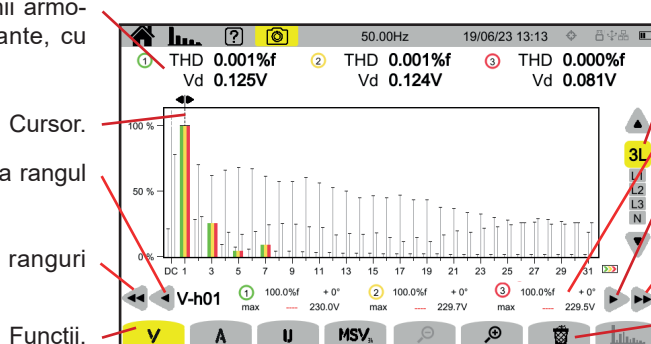 nii armo-
ante, cu
Cursor.
a rangul
ranguri
Funcții.
? 50.00Hz 19/06/23 13:13
1 THD 0.001%f 2 THD 0.001%f 3 THD 0.000%f
Vd 0.125V Vd 0.124V Vd 0.081V
100 %
50 %
0 %
DC 1 3 5 7 9 11 13 15 17 19 21 23 25 27 29 31
3L
L1
L2
L3
N
V-h01 1 100.0%f + 0° 2 100.0%f + 0° 3 100.0%f + 0°
max ---- 230.0V max ---- 229.7V max ---- 229.5V
V A U MSV